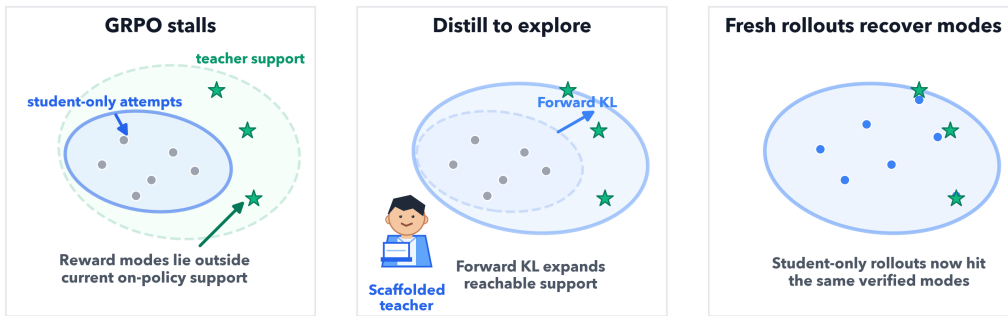 GRPO stalls
teacher support
student-only attempts
Reward modes lie outside
current on-policy support
Distill to explore
Forward KL
Scaffolded
teacher
Forward KL expands
reachable support
Fresh rollouts recover modes
Student-only rollouts now hit
the same verified modes